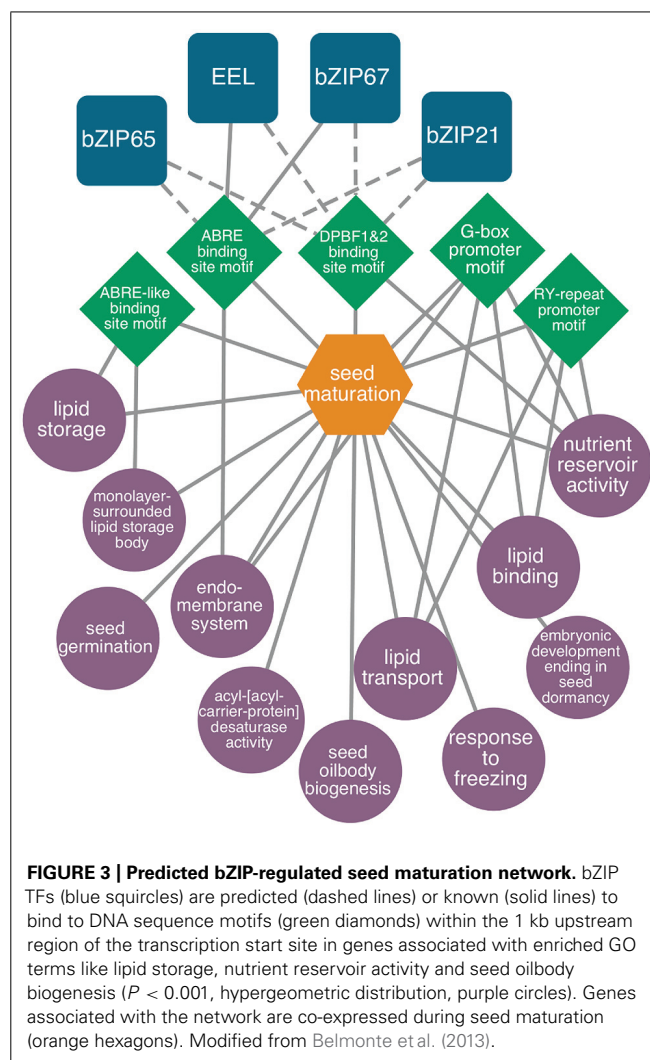 EEL
bZIP67
bZIP65
bZIP21
ABRE
binding
site motif
DPBF1&2
binding
site motif
G-box
promoter
motif
ABRE-like
binding
site motif
RY-repeat
promoter
motif
seed
maturation
lipid
storage
nutrient
reservoir
activity
monolayer-
surrounded
lipid storage
body
lipid
binding
endo-
membrane
system
seed
germination
lipid
transport
embryonic
development
ending in
seed
dormancy
acyl-[acyl-
carrier-protein]
desaturase
activity
seed
oilbody
biogenesis
response
to
freezing
FIGURE 3 | Predicted bZIP-regulated seed maturation network. bZIP
TFs (blue squircles) are predicted (dashed lines) or known (solid lines) to
bind to DNA sequence motifs (green diamonds) within the 1 kb upstream
region of the transcription start site in genes associated with enriched GO
terms like lipid storage, nutrient reservoir activity and seed oilbody
biogenesis (P < 0.001, hypergeometric distribution, purple circles). Genes
associated with the network are co-expressed during seed maturation
(orange hexagons). Modified from Belmonte et al. (2013).